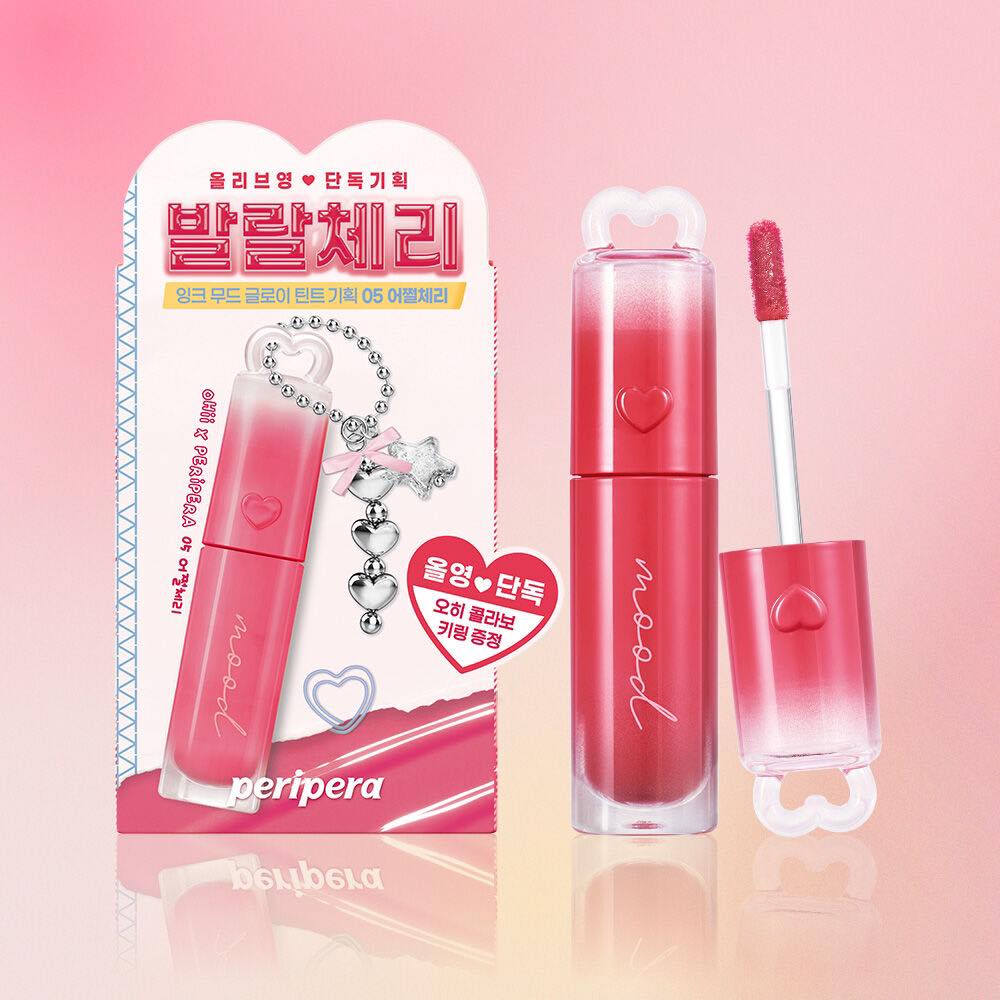 올리브영 ♥ 단독기획
발랄체리
잉크 무드 글로이 틴트 기획 05 어쩔체리
OHii X PERiPERA 05 어쩔체리
mood
올영 ♥ 단독
오히 콜라보
키링 증정
peripera
mood